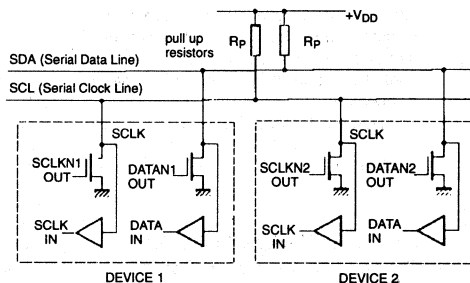 +VDD
pull up
resistors
RP
RP
SDA (Serial Data Line)
SCL (Serial Clock Line)
SCLK
SCLK
SCLKN1
OUT
DATAN1
OUT
SCLKN2
OUT
DATAN2
OUT
SCLK
IN
DATA
IN
SCLK
IN
DATA
IN
DEVICE 1
DEVICE 2